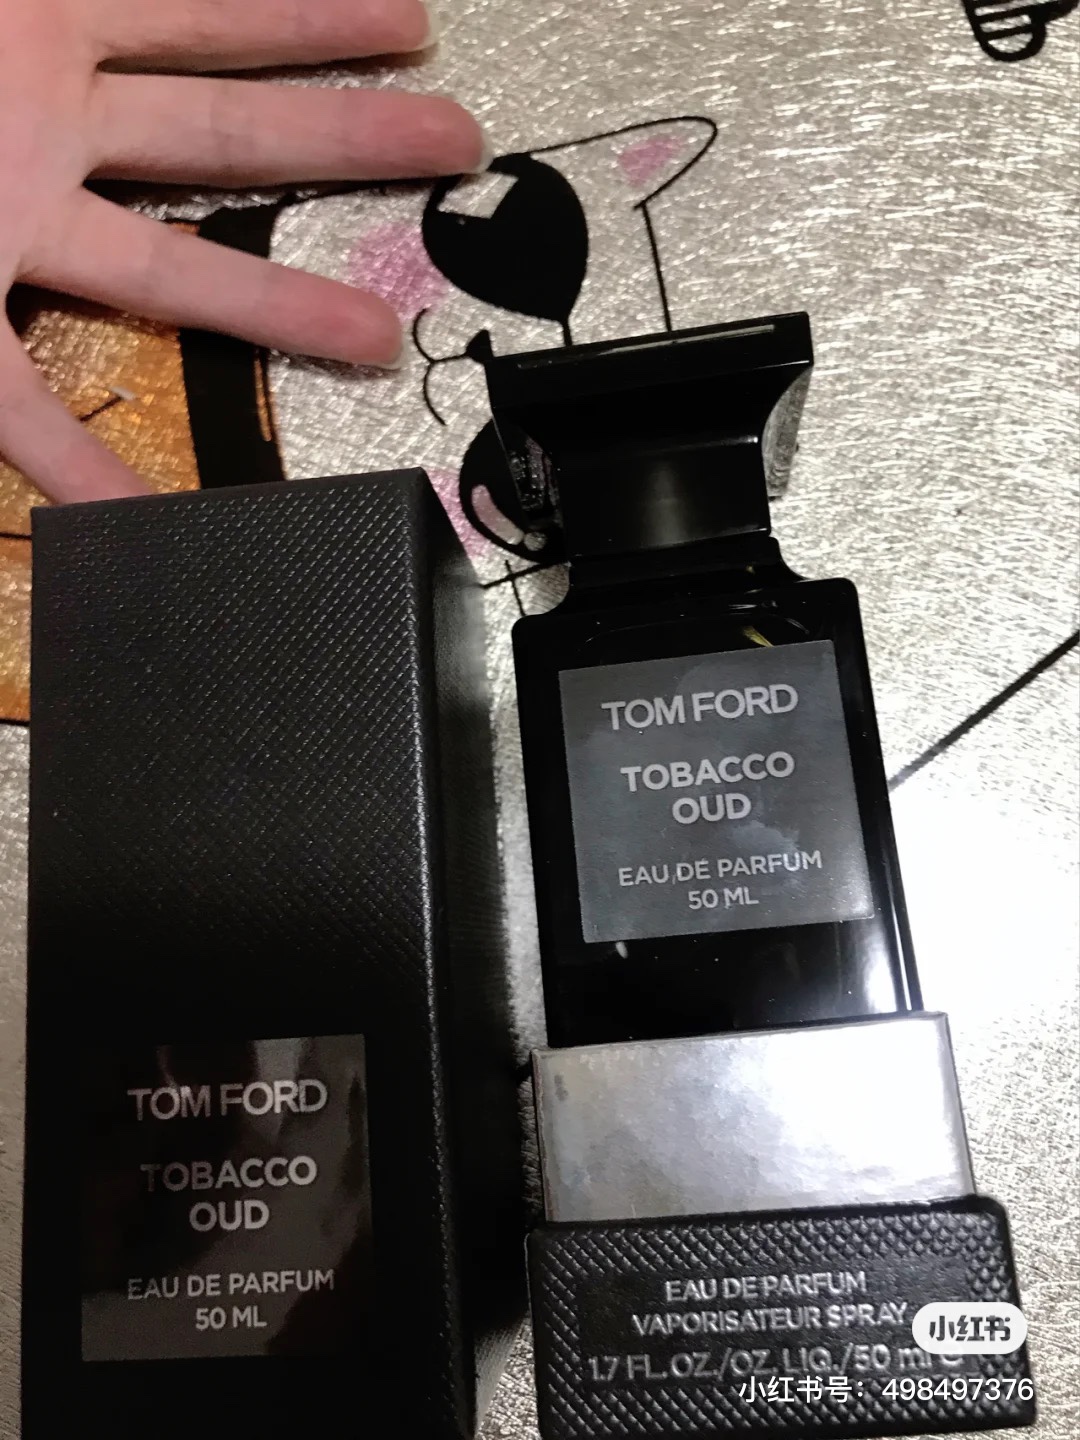 TOM FORD
TOBACCO
OUD
EAU DE PARFUM
50 ML
TOM FORD
TOBACCO
OUD
EAU DE PARFUM
50 ML
EAU DE PARFUM
VAPORISATEUR SPRAY
1.7 FL.OZ./OZ. LIQ./50 ml e
小红书
小红书号：498497376